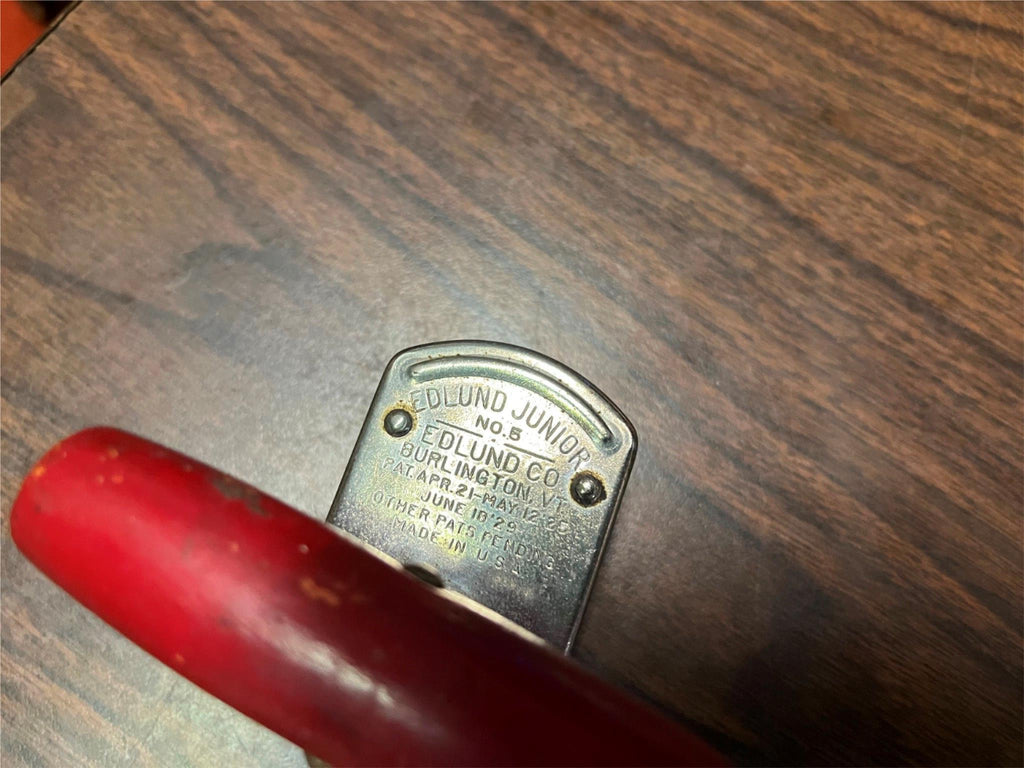 EDLUND JUNIOR
NO.5
EDLUND CO
BURLINGTON, VT.
PAT. APR. 21-MAY 12-25
JUNE 18 '29
OTHER PATS. PENDING
MADE IN U.S.A.